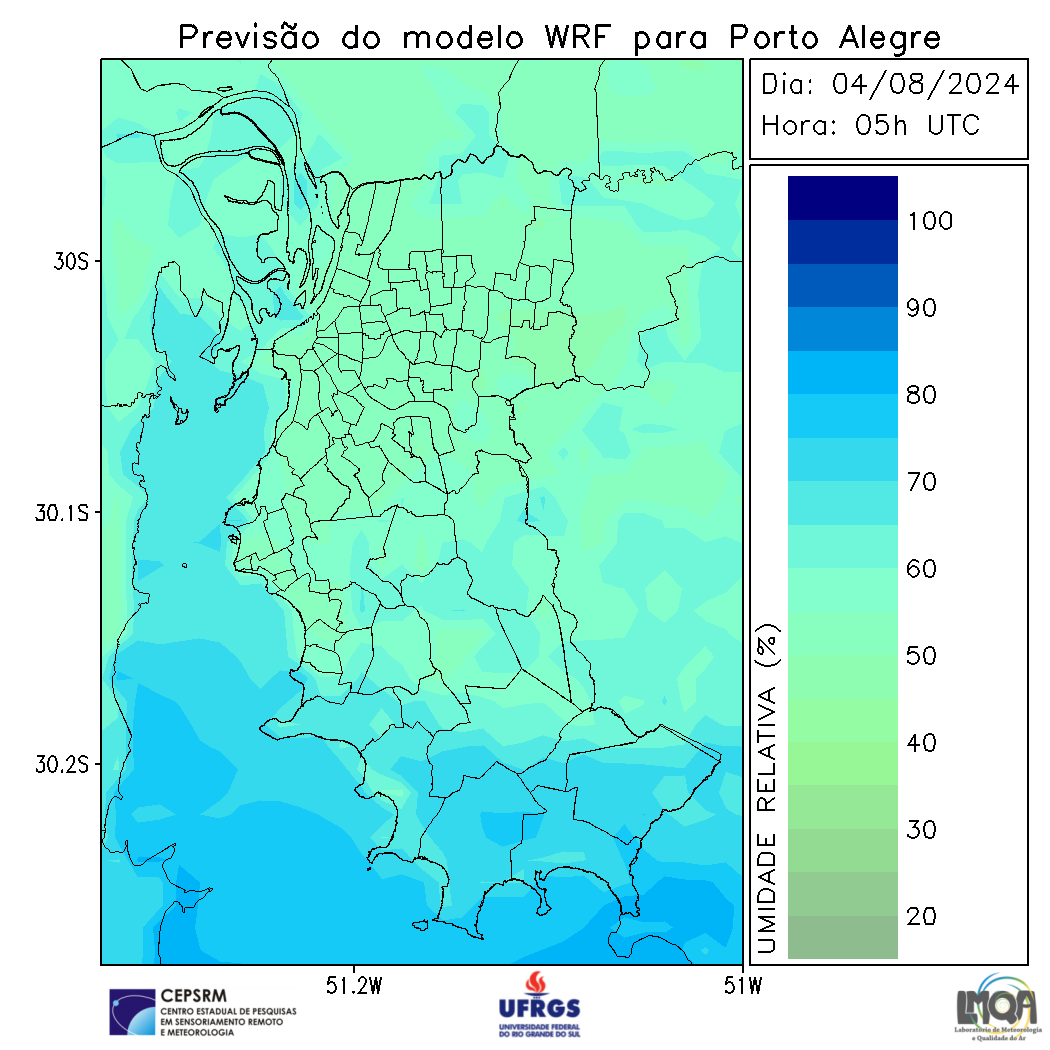 Previsão do modelo WRF para Porto Alegre
Dia: 04/08/2024
Hora: 05h UTC
100
90
80
70
60
50
40
30
20
UMIDADE RELATIVA (%)
30S
30.1S
30.2S
51.2W
51W
CEPSRM
CENTRO ESTADUAL DE PESQUISAS
EM SENSORIAMENTO REMOTO
E METEOROLOGIA
UFRGS
UNIVERSIDADE FEDERAL
DO RIO GRANDE DO SUL
LMQA
Laboratório de Meteorologia
e Qualidade do Ar